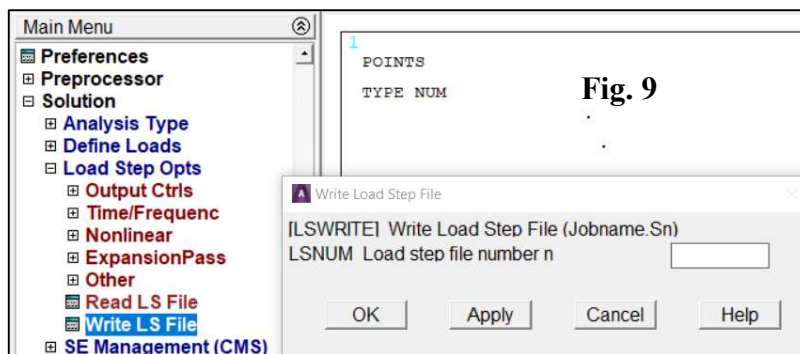 Main Menu
Preferences
Preprocessor
Solution
Analysis Type
Define Loads
Load Step Opts
Output Ctrls
Time/Frequenc
Nonlinear
ExpansionPass
Other
Read LS File
Write LS File
SE Management (CMS)
1
POINTS
TYPE NUM
Fig. 9
Write Load Step File
[LSWRITE] Write Load Step File (Jobname.Sn)
LSNUM Load step file number n
OK Apply Cancel Help